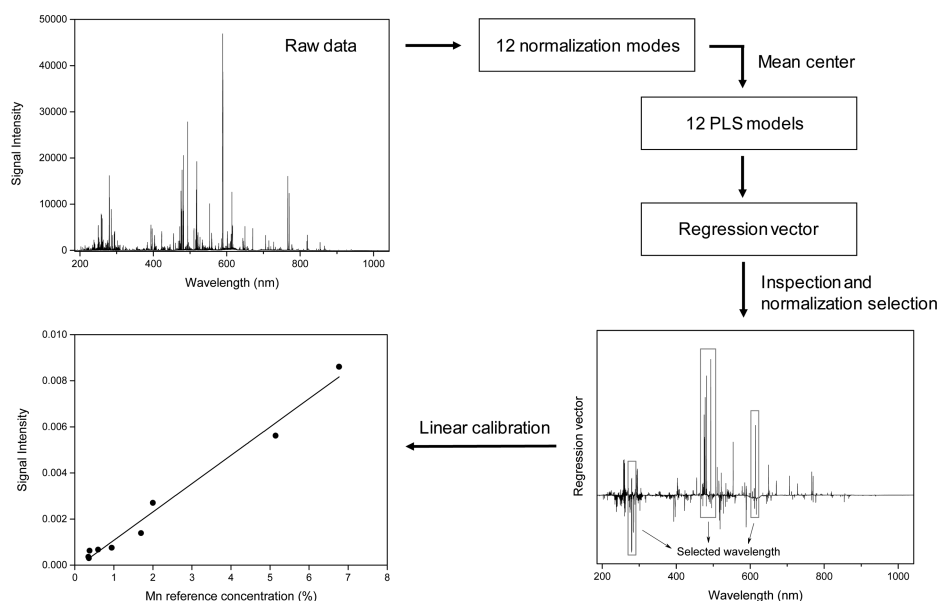 Raw data
Signal Intensity
50000
40000
30000
20000
10000
0
200
400
600
800
1000
Wavelength (nm)
12 normalization modes
Mean center
12 PLS models
Regression vector
Inspection and
normalization selection
Regression vector
Selected wavelength
200
400
600
800
1000
Wavelength (nm)
Linear calibration
Signal Intensity
0.010
0.008
0.006
0.004
0.002
0.000
0
1
2
3
4
5
6
7
8
Mn reference concentration (%)